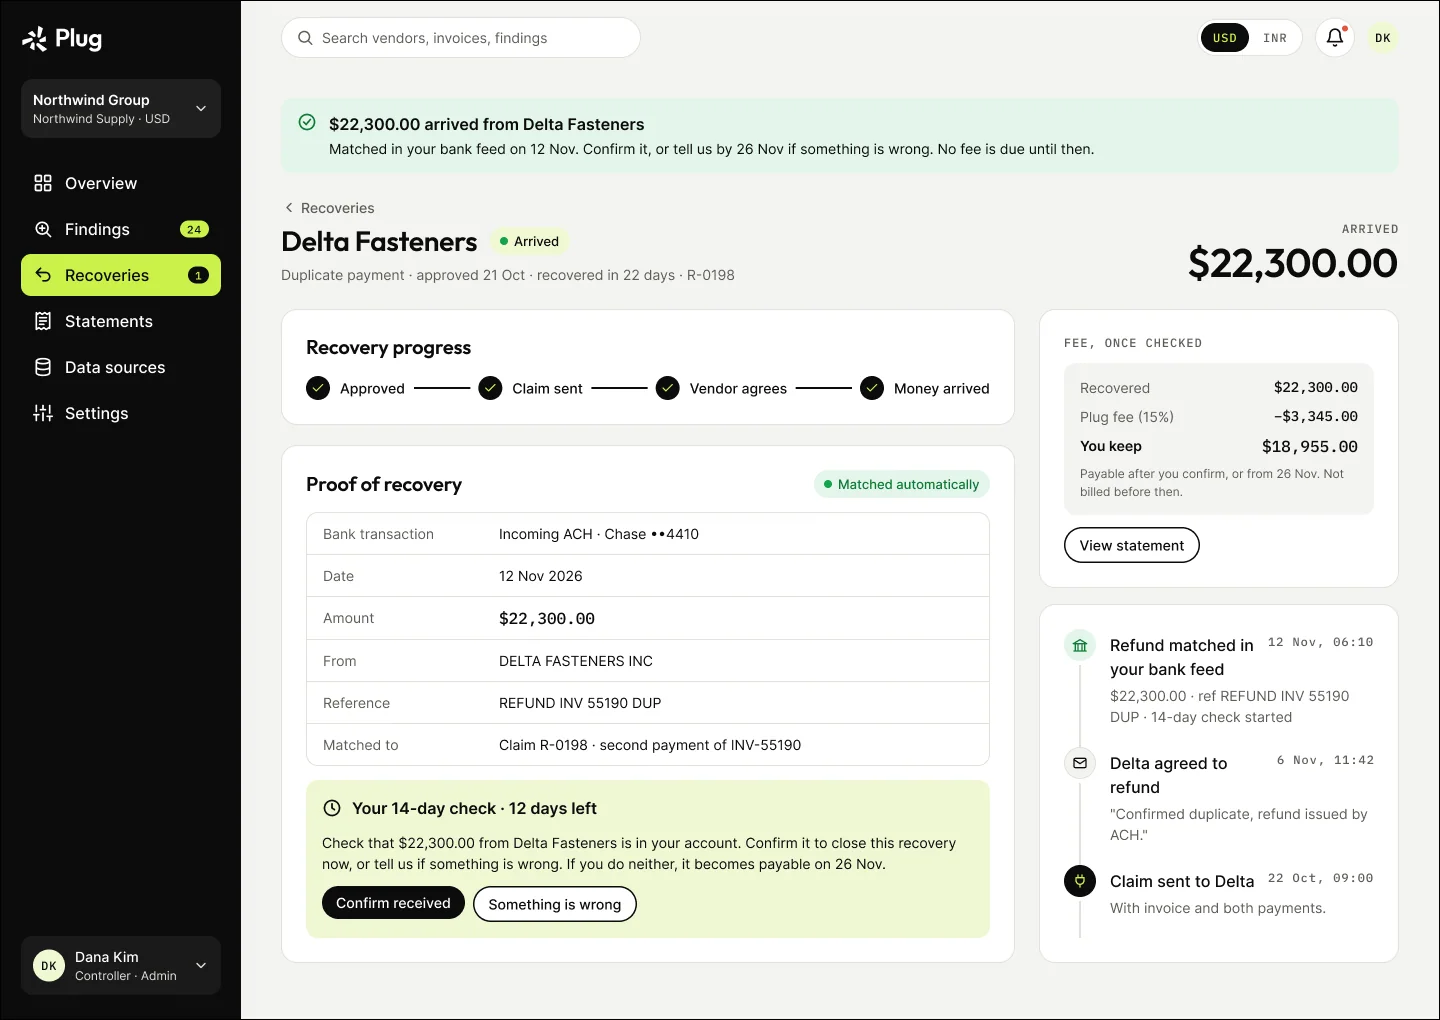 Plug
Northwind Group
Northwind Supply · USD
Overview
Findings 24
Recoveries 1
Statements
Data sources
Settings
DK
Dana Kim
Controller · Admin
Search vendors, invoices, findings
USD INR
DK
$22,300.00 arrived from Delta Fasteners
Matched in your bank feed on 12 Nov. Confirm it, or tell us by 26 Nov if something is wrong. No fee is due until then.
Recoveries
Delta Fasteners Arrived
Duplicate payment · approved 21 Oct · recovered in 22 days · R-0198
ARRIVED
$22,300.00
Recovery progress
Approved Claim sent Vendor agrees Money arrived
Proof of recovery Matched automatically
Bank transaction Incoming ACH · Chase ••4410
Date 12 Nov 2026
Amount $22,300.00
From DELTA FASTENERS INC
Reference REFUND INV 55190 DUP
Matched to Claim R-0198 · second payment of INV-55190
Your 14-day check · 12 days left
Check that $22,300.00 from Delta Fasteners is in your account. Confirm it to close this recovery
now, or tell us if something is wrong. If you do neither, it becomes payable on 26 Nov.
Confirm received Something is wrong
FEE, ONCE CHECKED
Recovered $22,300.00
Plug fee (15%) −$3,345.00
You keep $18,955.00
Payable after you confirm, or from 26 Nov. Not
billed before then.
View statement
Refund matched in 12 Nov, 06:10
your bank feed
$22,300.00 · ref REFUND INV 55190
DUP · 14-day check started
Delta agreed to 6 Nov, 11:42
refund
"Confirmed duplicate, refund issued by
ACH."
Claim sent to Delta 22 Oct, 09:00
With invoice and both payments.